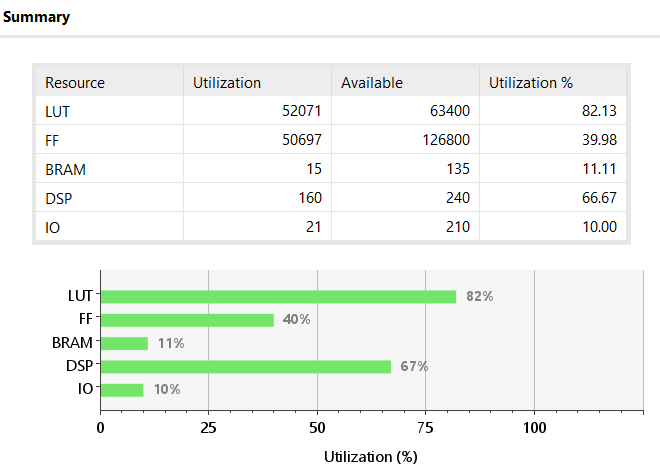 Summary
Resource Utilization Available Utilization %
LUT 52071 63400 82.13
FF 50697 126800 39.98
BRAM 15 135 11.11
DSP 160 240 66.67
IO 21 210 10.00
LUT 82%
FF 40%
BRAM 11%
DSP 67%
IO 10%
0 25 50 75 100
Utilization (%)